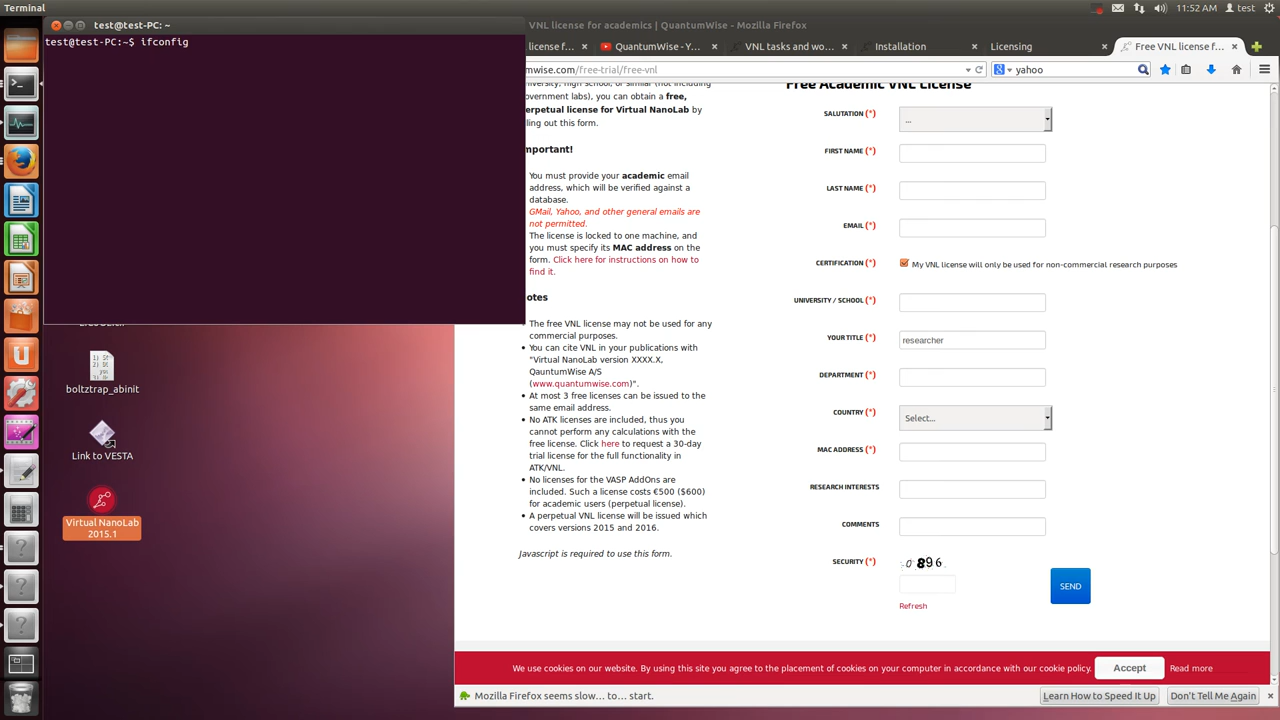 Terminal
11:52 AM
test
test@test-PC: ~
test@test-PC:~$ ifconfig
VNL license for academics | QuantumWise - Mozilla Firefox
license f...
QuantumWise - Y...
VNL tasks and wo...
Installation
Licensing
Free VNL license f...
umwise.com/free-trial/free-vnl
yahoo
government labs), you can obtain a free,
perpetual license for Virtual NanoLab by
filling out this form.
Important!
You must provide your academic email
address, which will be verified against a
database.
GMail, Yahoo, and other general emails are
not permitted.
The license is locked to one machine, and
you must specify its MAC address on the
form. Click here for instructions on how to
find it.
Notes
• The free VNL license may not be used for any
commercial purposes.
• You can cite VNL in your publications with
"Virtual NanoLab version XXXX.X,
QauntumWise A/S
(www.quantumwise.com)".
• At most 3 free licenses can be issued to the
same email address.
• No ATK licenses are included, thus you
cannot perform any calculations with the
free license. Click here to request a 30-day
trial license for the full functionality in
ATK/VNL.
• No licenses for the VASP AddOns are
included. Such a license costs €500 ($600)
for academic users (perpetual license).
• A perpetual VNL license will be issued which
covers versions 2015 and 2016.
Javascript is required to use this form.
Free Academic VNL License
SALUTATION (*)
...
FIRST NAME (*)
LAST NAME (*)
EMAIL (*)
CERTIFICATION (*)
My VNL license will only be used for non-commercial research purposes
UNIVERSITY / SCHOOL (*)
YOUR TITLE (*)
researcher
DEPARTMENT (*)
COUNTRY (*)
Select...
MAC ADDRESS (*)
RESEARCH INTERESTS
COMMENTS
SECURITY (*)
896
Refresh
SEND
We use cookies on our website. By using this site you agree to the placement of cookies on your computer in accordance with our cookie policy.
Accept
Read more
Mozilla Firefox seems slow... to... start.
Learn How to Speed It Up
Don't Tell Me Again
boltztrap_abinit
Link to VESTA
Virtual NanoLab
2015.1